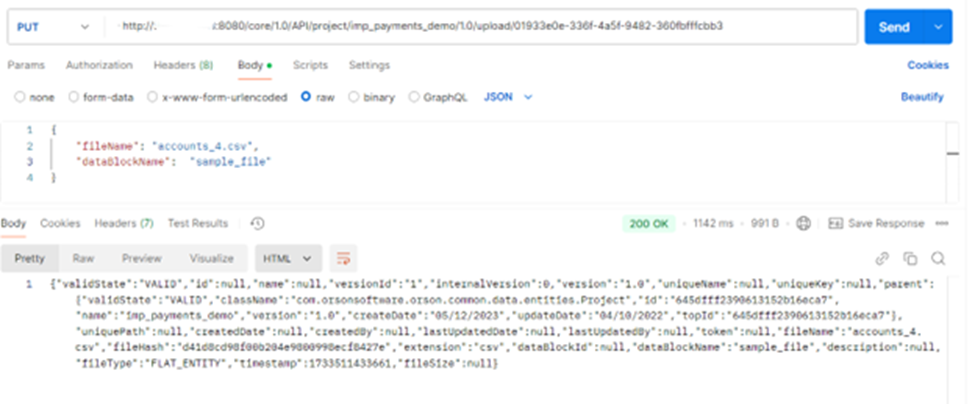 PUT http://. :8080/core/1.0/API/project/imp_payments_demo/1.0/upload/01933e0e-336f-4a5f-9482-360fbfffcbb3 Send
Params Authorization Headers (8) Body Scripts Settings Cookies
none form-data x-www-form-urlencoded raw binary GraphQL JSON Beautify
1 {
2 "fileName": "accounts_4.csv",
3 "dataBlockName": "sample_file"
4 }
Body Cookies Headers (7) Test Results 200 OK 1142 ms 991 B Save Response
Pretty Raw Preview Visualize HTML
1 {"validState":"VALID","id":null,"name":null,"versionId":"1","internalVersion":0,"version":"1.0","uniqueName":null,"uniqueKey":null,"parent":
{"validState":"VALID","className":"com.orsonsoftware.orson.common.data.entities.Project","id":"645dfff2390613152b16eca7",
"name":"imp_payments_demo","version":"1.0","createDate":"05/12/2023","updateDate":"04/10/2022","topId":"645dfff2390613152b16eca7"},
"uniquePath":null,"createdDate":null,"createdBy":null,"lastUpdatedDate":null,"lastUpdatedBy":null,"token":null,"fileName":"accounts_4.
csv","fileHash":"d41d8cd98f00b204e9800998ecf8427e","extension":"csv","dataBlockId":null,"dataBlockName":"sample_file","description":null,
"fileType":"FLAT_ENTITY","timestamp":1733511433661,"fileSize":null}